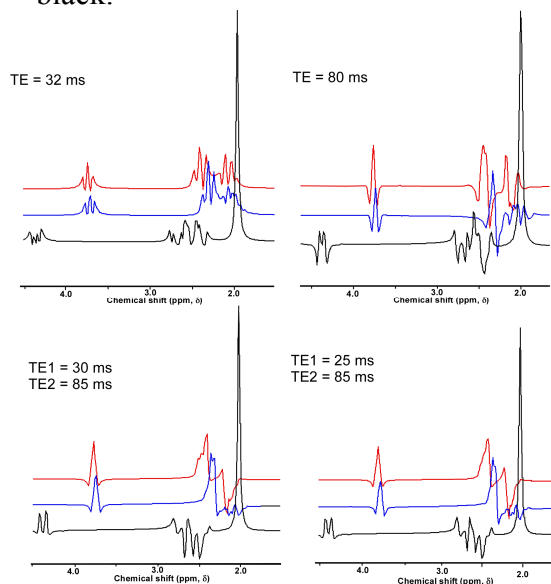 black.
TE = 32 ms
TE = 80 ms
4.0 3.0 2.0
Chemical shift (ppm, δ)
4.0 3.0 2.0
Chemical shift (ppm, δ)
TE1 = 30 ms
TE2 = 85 ms
TE1 = 25 ms
TE2 = 85 ms
4.0 3.0 2.0
Chemical shift (ppm, δ)
4.0 3.0 2.0
Chemical shift (ppm, δ)